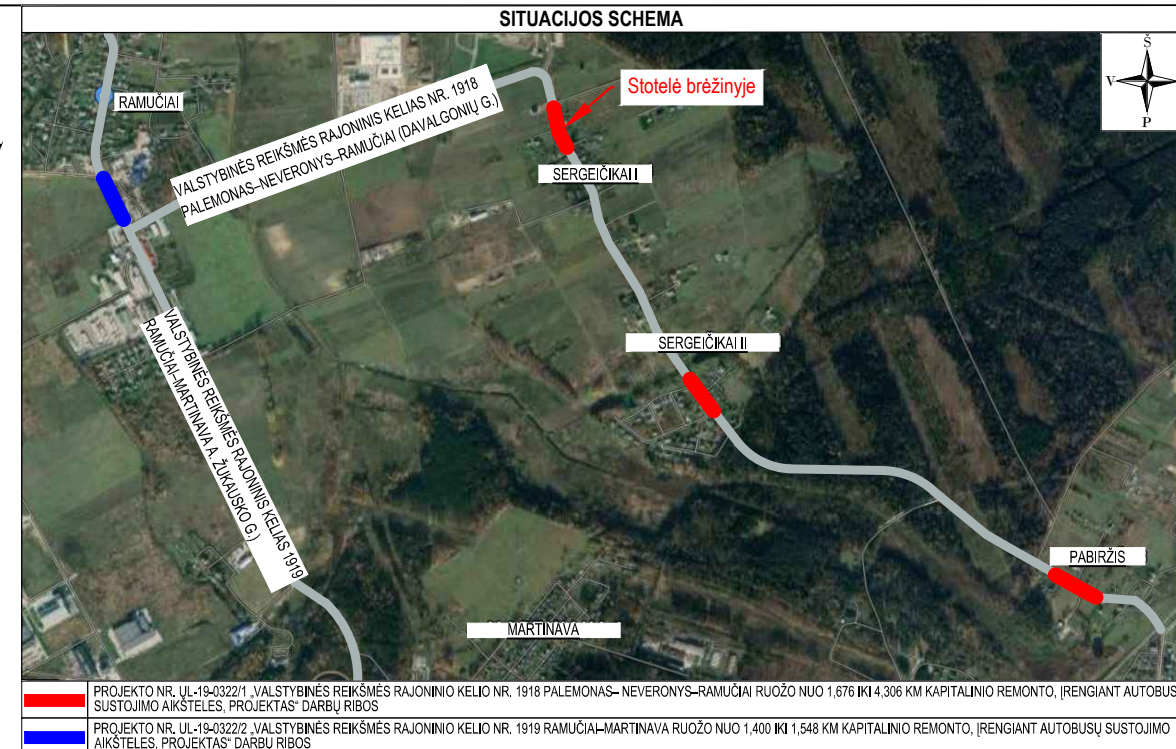 SITUACIJOS SCHEMA
Š
V
P
Stotelė brėžinyje
RAMUČIAI
VALSTYBINĖS REIKŠMĖS RAJONINIS KELIAS NR. 1918
PALEMONAS–NEVERONYS–RAMUČIAI (DAVALGONIŲ G.)
SERGEIČIKAI I
VALSTYBINĖS REIKŠMĖS RAJONINIS KELIAS 1919
RAMUČIAI-MARTINAVA A. ŽUKAUSKO G.)
SERGEIČIKAI II
PABIRŽIS
MARTINAVA
PROJEKTO NR. UL-19-0322/1 „VALSTYBINĖS REIKŠMĖS RAJONINIO KELIO NR. 1918 PALEMONAS– NEVERONYS–RAMUČIAI RUOŽO NUO 1,676 IKI 4,306 KM KAPITALINIO REMONTO, ĮRENGIANT AUTOBUS
SUSTOJIMO AIKŠTELES, PROJEKTAS“ DARBŲ RIBOS
PROJEKTO NR. UL-19-0322/2 „VALSTYBINĖS REIKŠMĖS RAJONINIO KELIO NR. 1919 RAMUČIAI–MARTINAVA RUOŽO NUO 1,400 IKI 1,548 KM KAPITALINIO REMONTO, ĮRENGIANT AUTOBUSŲ SUSTOJIMO
AIKŠTELES, PROJEKTAS“ DARBŲ RIBOS